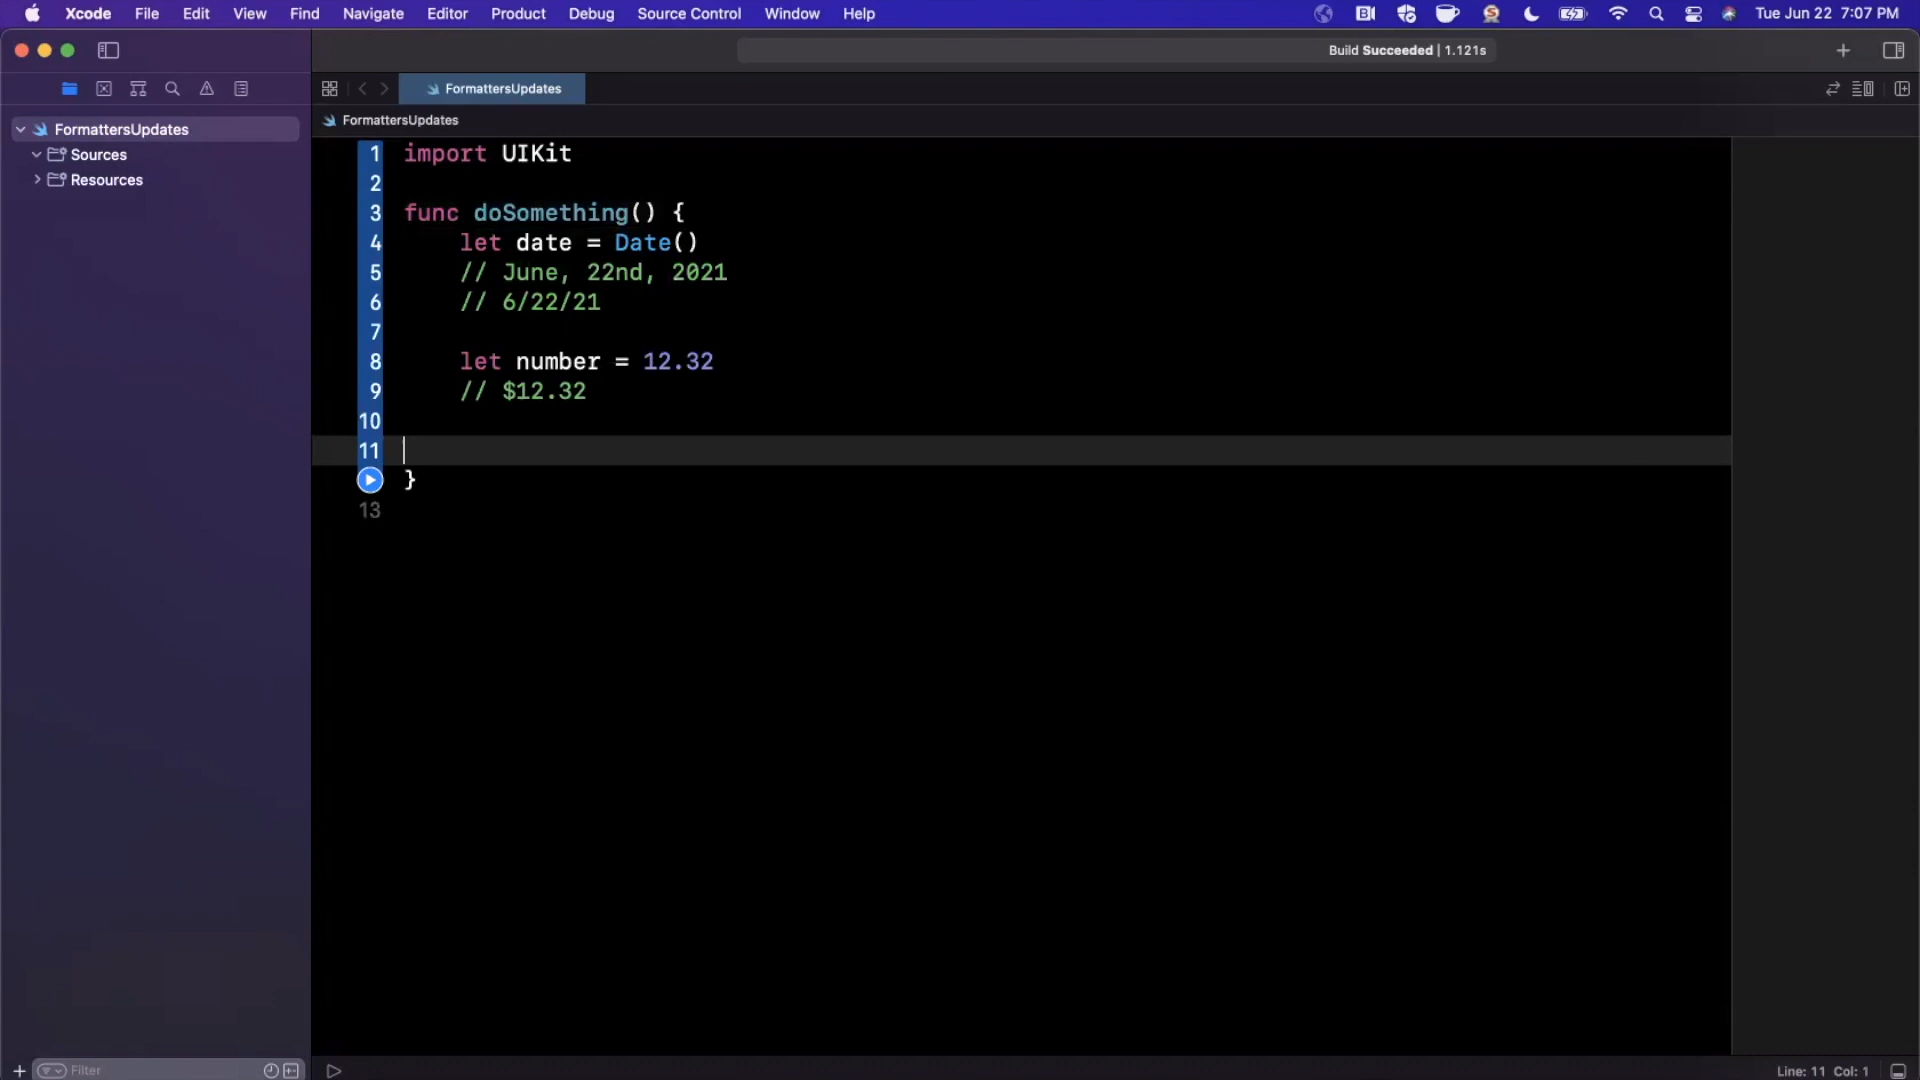 Xcode File Edit View Find Navigate Editor Product Debug Source Control Window Help Tue Jun 22 7:07 PM
Build Succeeded | 1.121s
FormattersUpdates
FormattersUpdates
FormattersUpdates
Sources
Resources
1 import UIKit
2
3 func doSomething() {
4 let date = Date()
5 // June, 22nd, 2021
6 // 6/22/21
7
8 let number = 12.32
9 // $12.32
10
11
}
13
Filter
Line: 11 Col: 1